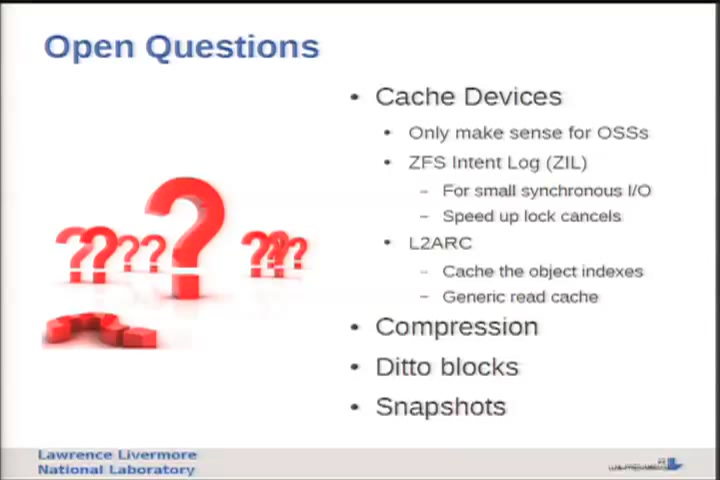 Open Questions
• Cache Devices
• Only make sense for OSSs
• ZFS Intent Log (ZIL)
– For small synchronous I/O
– Speed up lock cancels
• L2ARC
– Cache the object indexes
– Generic read cache
• Compression
• Ditto blocks
• Snapshots
Lawrence Livermore
National Laboratory